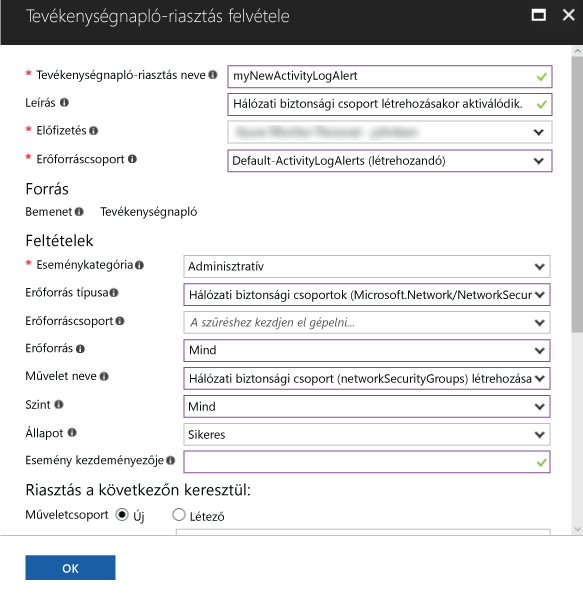 Tevékenységnapló-riasztás felvétele
* Tevékenységnapló-riasztás neve myNewActivityLogAlert
Leírás Hálózati biztonsági csoport létrehozásakor aktiválódik.
* Előfizetés
* Erőforráscsoport Default-ActivityLogAlerts (létrehozandó)
Forrás
Bemenet Tevékenységnapló
Feltételek
* Eseménykategória Adminisztratív
Erőforrás típusa Hálózati biztonsági csoportok (Microsoft.Network/NetworkSecur
Erőforráscsoport A szűréshez kezdjen el gépelni...
Erőforrás Mind
Művelet neve Hálózati biztonsági csoport (networkSecurityGroups) létrehozása
Szint Mind
Állapot Sikeres
Esemény kezdeményezője
Riasztás a következőn keresztül:
Műveletcsoport Új Létező
OK